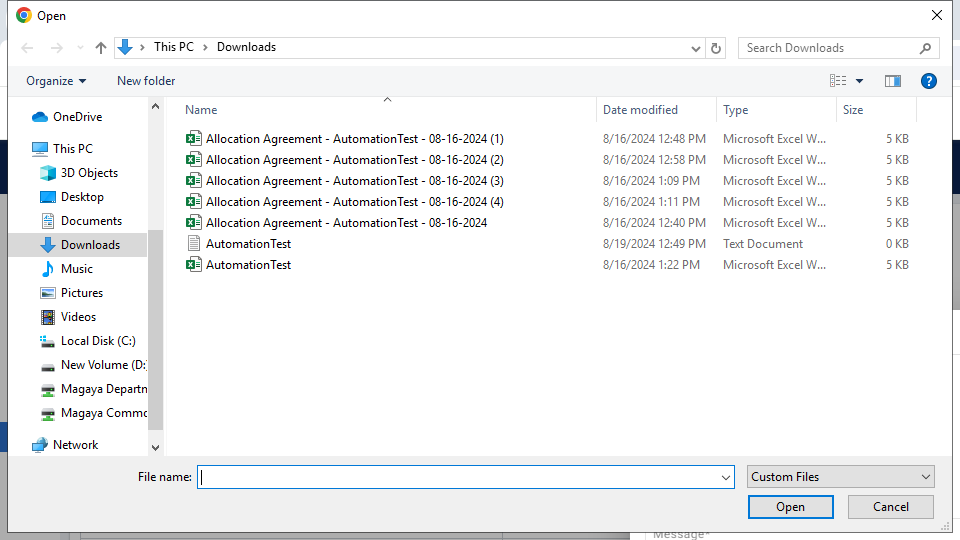 Open
This PC > Downloads
Search Downloads
Organize
New folder
Name
Date modified
Type
Size
OneDrive
This PC
3D Objects
Desktop
Documents
Downloads
Music
Pictures
Videos
Local Disk (C:)
New Volume (D:
Magaya Departn
Magaya Commo
Network
Allocation Agreement - AutomationTest - 08-16-2024 (1) 8/16/2024 12:48 PM Microsoft Excel W... 5 KB
Allocation Agreement - AutomationTest - 08-16-2024 (2) 8/16/2024 12:58 PM Microsoft Excel W... 5 KB
Allocation Agreement - AutomationTest - 08-16-2024 (3) 8/16/2024 1:09 PM Microsoft Excel W... 5 KB
Allocation Agreement - AutomationTest - 08-16-2024 (4) 8/16/2024 1:11 PM Microsoft Excel W... 5 KB
Allocation Agreement - AutomationTest - 08-16-2024 8/16/2024 12:40 PM Microsoft Excel W... 5 KB
AutomationTest 8/19/2024 12:49 PM Text Document 0 KB
AutomationTest 8/16/2024 1:22 PM Microsoft Excel W... 5 KB
File name:
Custom Files
Open
Cancel
Message*